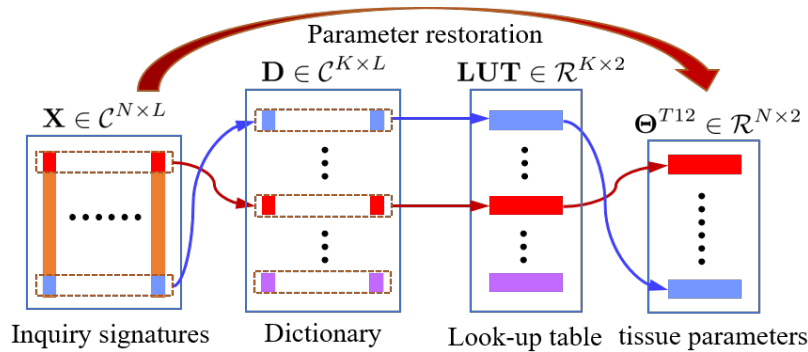 Parameter restoration
𝐃 ∈ 𝒞^{K×L}
𝐋𝐔𝐓 ∈ ℛ^{K×2}
𝐗 ∈ 𝒞^{N×L}
𝚯^{T12} ∈ ℛ^{N×2}
Inquiry signatures
Dictionary
Look-up table
tissue parameters